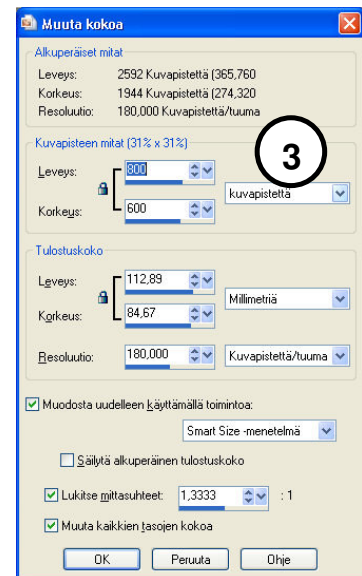 Muuta kokoa
Alkuperäiset mitat
Leveys: 2592 Kuvapistettä (365,760
Korkeus: 1944 Kuvapistettä (274,320
Resoluutio: 180,000 Kuvapistettä/tuuma
Kuvapisteen mitat (31% x 31%)
3
Leveys: 800
kuvapistettä
Korkeus: 600
Tulostuskoko
Leveys: 112,89
Millimetriä
Korkeus: 84,67
Resoluutio: 180,000 Kuvapistettä/tuuma
Muodosta uudelleen käyttämällä toimintoa:
Smart Size -menetelmä
Säilytä alkuperäinen tulostuskoko
Lukitse mittasuhteet: 1,3333 : 1
Muuta kaikkien tasojen kokoa
OK Peruuta Ohje